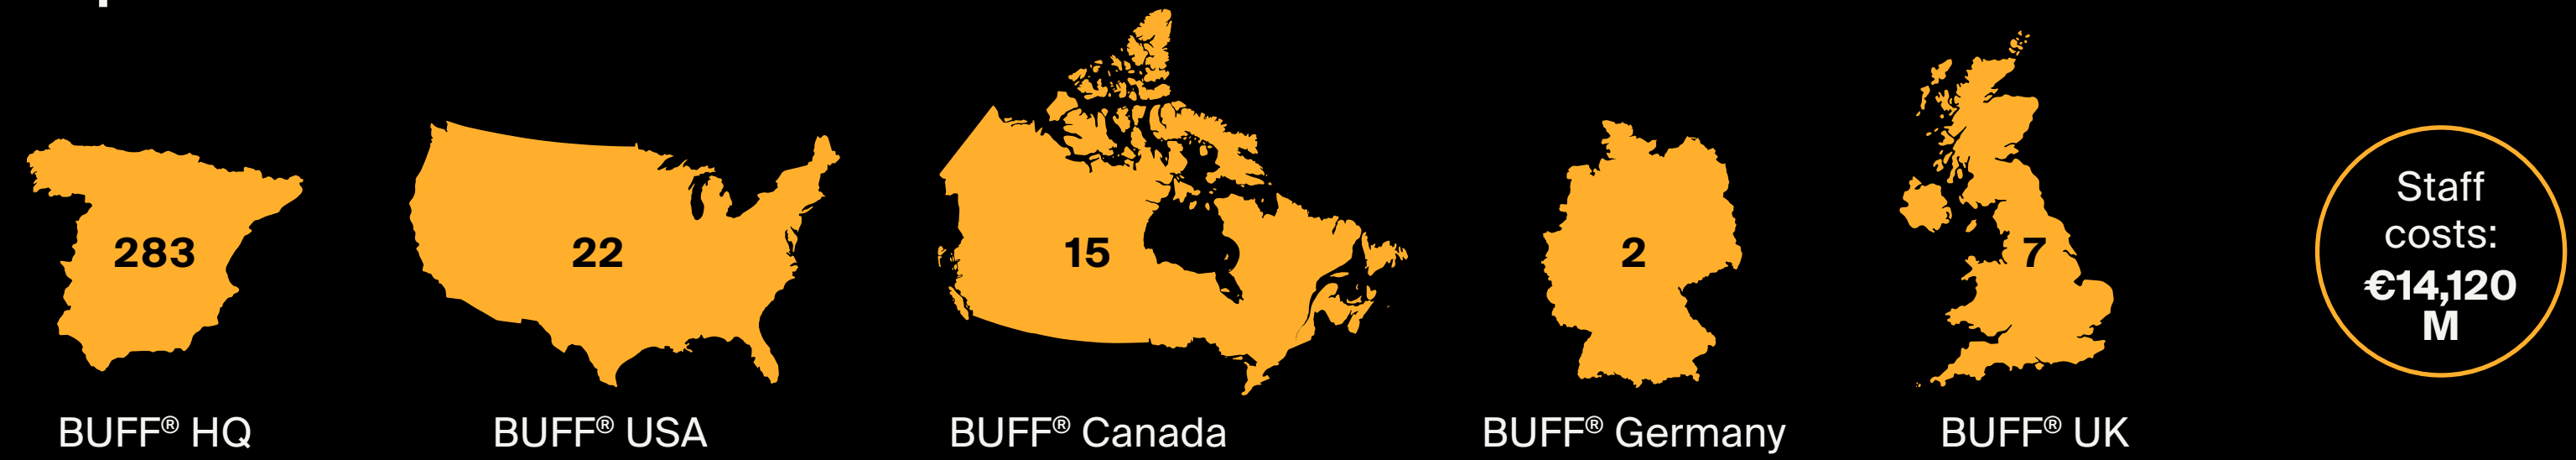 283
22
15
2
7
Staff
costs:
€14,120
M
BUFF® HQ
BUFF® USA
BUFF® Canada
BUFF® Germany
BUFF® UK